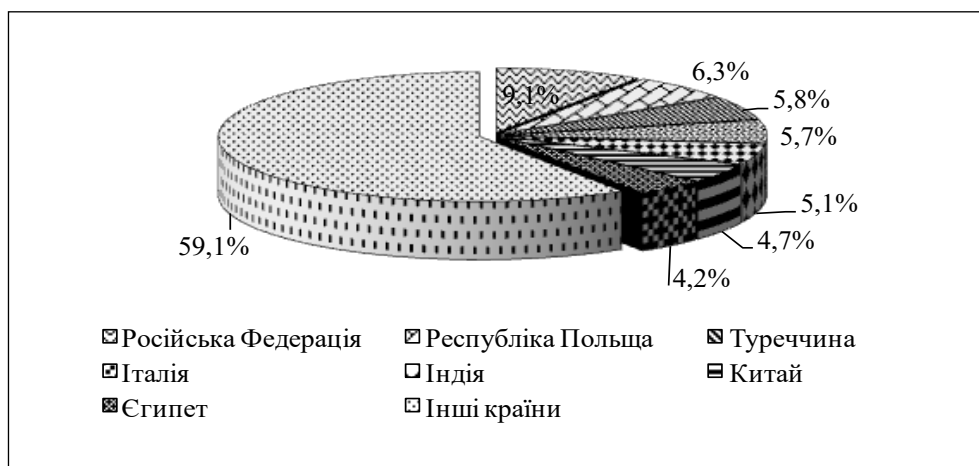 9,1%
6,3%
5,8%
5,7%
5,1%
4,7%
4,2%
59,1%
Російська Федерація Республіка Польща Туреччина
Італія Індія Китай
Єгипет Інші країни